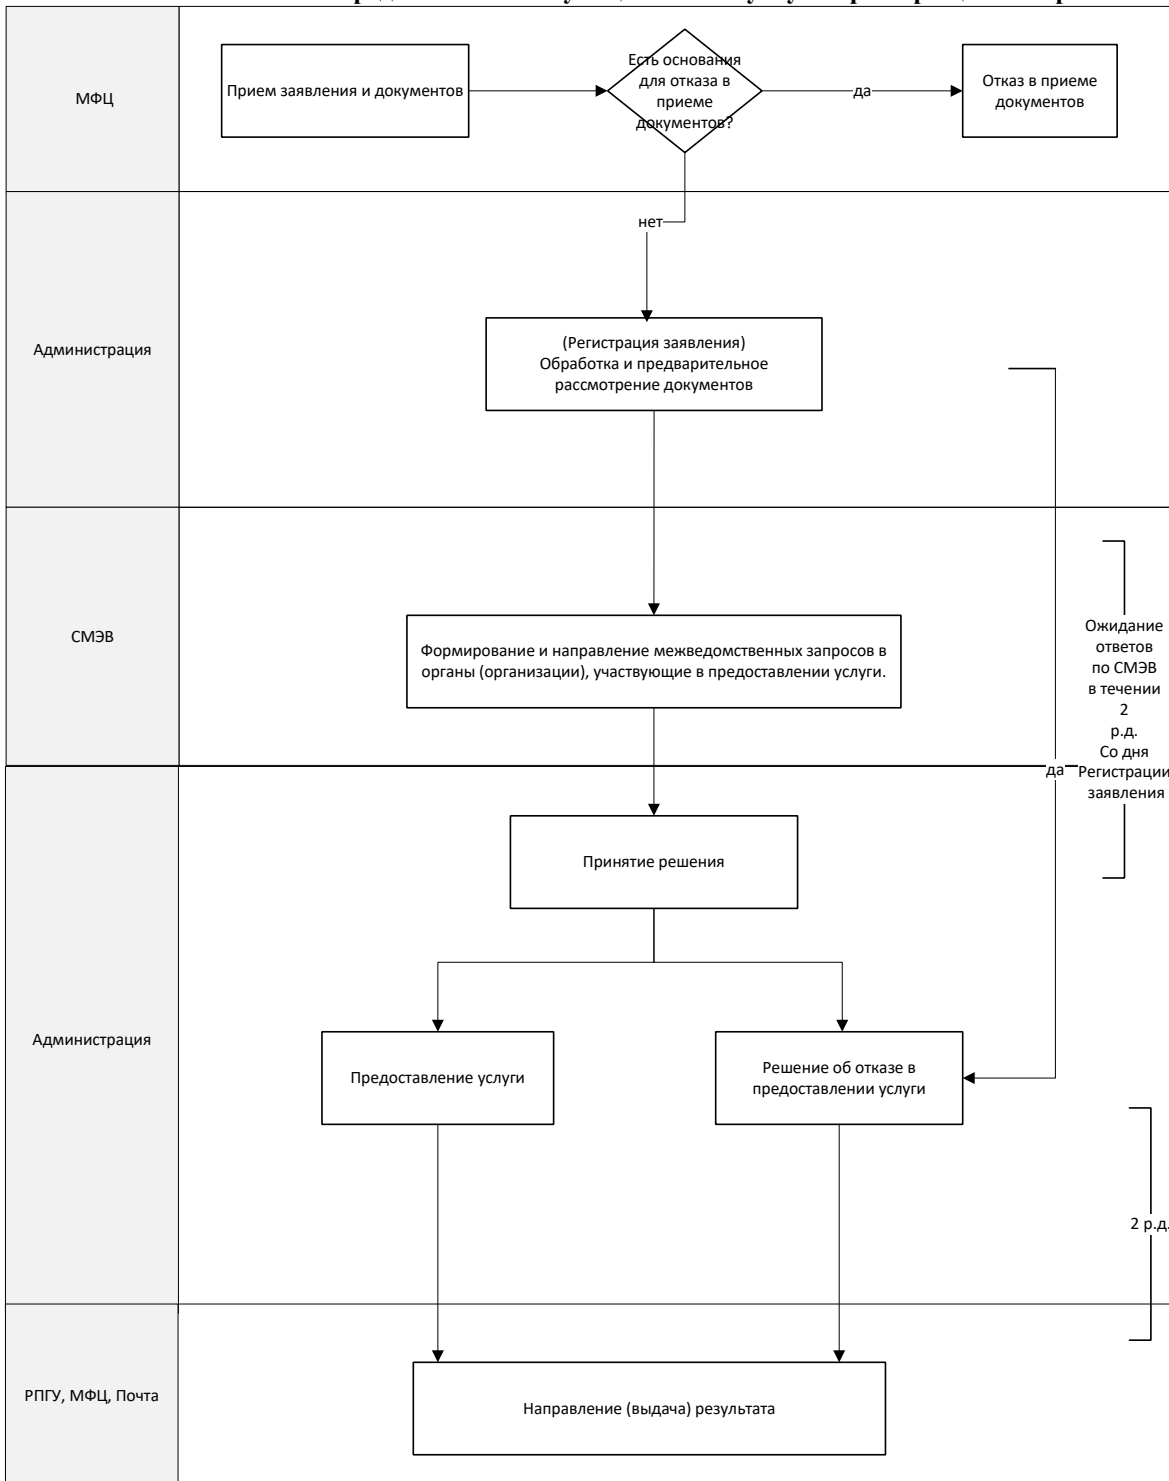 МФЦ
Прием заявления и документов
Есть основания
для отказа в
приеме
документов?
да
Отказ в приеме
документов
нет
Администрация
(Регистрация заявления)
Обработка и предварительное
рассмотрение документов
СМЭВ
Формирование и направление межведомственных запросов в
органы (организации), участвующие в предоставлении услуги.
Ожидание
ответов
по СМЭВ
в течении
2
р.д.
Со дня
Регистрации
заявления
да
Принятие решения
Администрация
Предоставление услуги
Решение об отказе в
предоставлении услуги
2 р.д.
РПГУ, МФЦ, Почта
Направление (выдача) результата